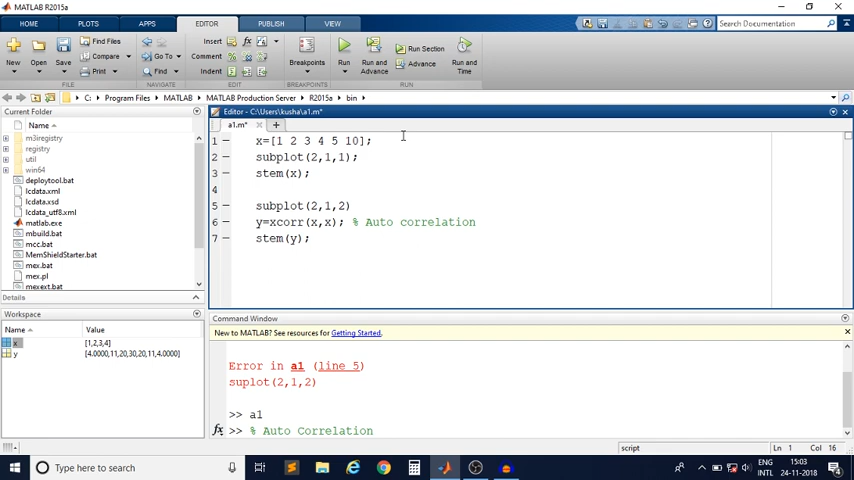 MATLAB R2015a
HOME PLOTS APPS EDITOR PUBLISH VIEW
Search Documentation
New Open Save Find Files Compare Print
Go To Find
Insert Comment Indent
fx
Breakpoints Run Run and Advance Run Section Advance Run and Time
FILE NAVIGATE EDIT BREAKPOINTS RUN
C: Program Files MATLAB MATLAB Production Server R2015a bin
Current Folder
Name
m3iregistry
registry
util
win64
deploytool.bat
lcdata.xml
lcdata.xsd
lcdata_utf8.xml
matlab.exe
mbuild.bat
mcc.bat
MemShieldStarter.bat
mex.bat
mex.pl
mexext.bat
Details
Workspace
Name Value
x [1,2,3,4]
y [4.0000,11,20,30,20,11,4.0000]
Editor - C:\Users\kusha\a1.m*
a1.m*
1 x=[1 2 3 4 5 10];
2 subplot(2,1,1);
3 stem(x);
4
5 subplot(2,1,2)
6 y=xcorr(x,x); % Auto correlation
7 stem(y);
Command Window
New to MATLAB? See resources for Getting Started.
Error in a1 (line 5)
suplot(2,1,2)
>> a1
fx >> % Auto Correlation
script Ln 1 Col 16
Type here to search
ENG
INTL
15:03
24-11-2018
4